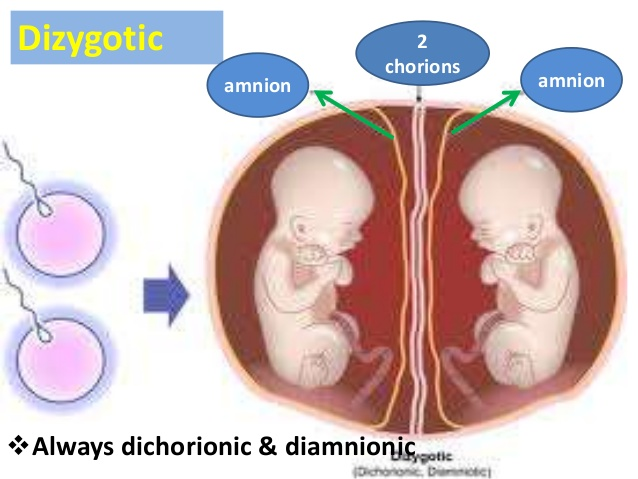 Dizygotic
2
chorions
amnion
amnion
❖Always dichorionic & diamnionic
Dizygotic
(Dichorionic, Diamniotic)